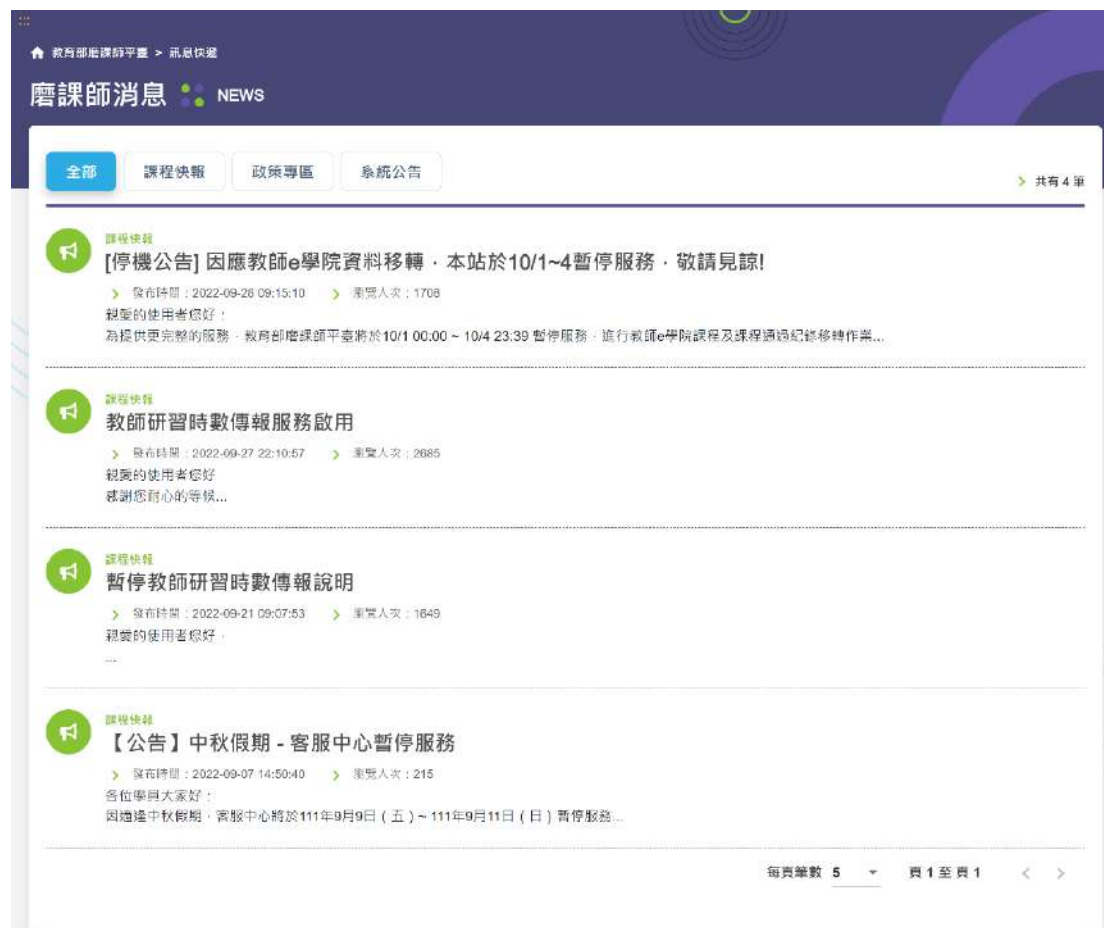 教育部磨課師平臺 > 訊息快遞
磨課師消息 NEWS
全部 課程快報 政策專區 系統公告
共有 4 筆
課程快報
[停機公告] 因應教師e學院資料移轉，本站於10/1~4暫停服務，敬請見諒!
發布時間：2022-09-28 09:15:10 瀏覽人次：1708
親愛的使用者您好：
為提供更完整的服務，教育部磨課師平臺將於10/1 00:00 ~ 10/4 23:39 暫停服務，進行教師e學院課程及課程通過紀錄移轉作業...
課程快報
教師研習時數傳報服務啟用
發布時間：2022-09-27 22:10:57 瀏覽人次：2685
親愛的使用者您好
感謝您耐心的等候...
課程快報
暫停教師研習時數傳報說明
發布時間：2022-09-21 09:07:53 瀏覽人次：1649
親愛的使用者您好，
...
課程快報
【公告】中秋假期 - 客服中心暫停服務
發布時間：2022-09-07 14:50:40 瀏覽人次：215
各位學員大家好：
因適逢中秋假期，客服中心將於111年9月9日 ( 五 ) ~ 111年9月11日 ( 日 ) 暫停服務...
每頁筆數 5 頁 1 至頁 1